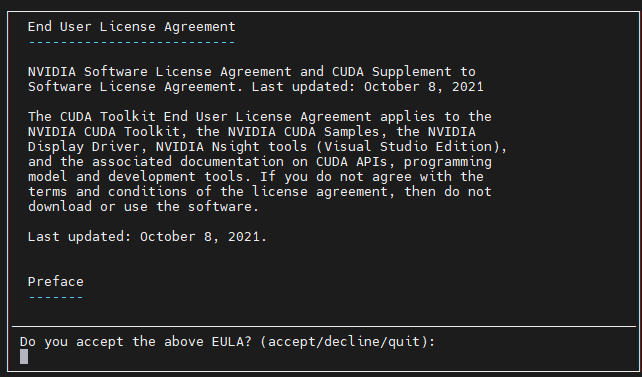 End User License Agreement
--------------------------
NVIDIA Software License Agreement and CUDA Supplement to
Software License Agreement. Last updated: October 8, 2021
The CUDA Toolkit End User License Agreement applies to the
NVIDIA CUDA Toolkit, the NVIDIA CUDA Samples, the NVIDIA
Display Driver, NVIDIA Nsight tools (Visual Studio Edition),
and the associated documentation on CUDA APIs, programming
model and development tools. If you do not agree with the
terms and conditions of the license agreement, then do not
download or use the software.
Last updated: October 8, 2021.
Preface
-------
Do you accept the above EULA? (accept/decline/quit):